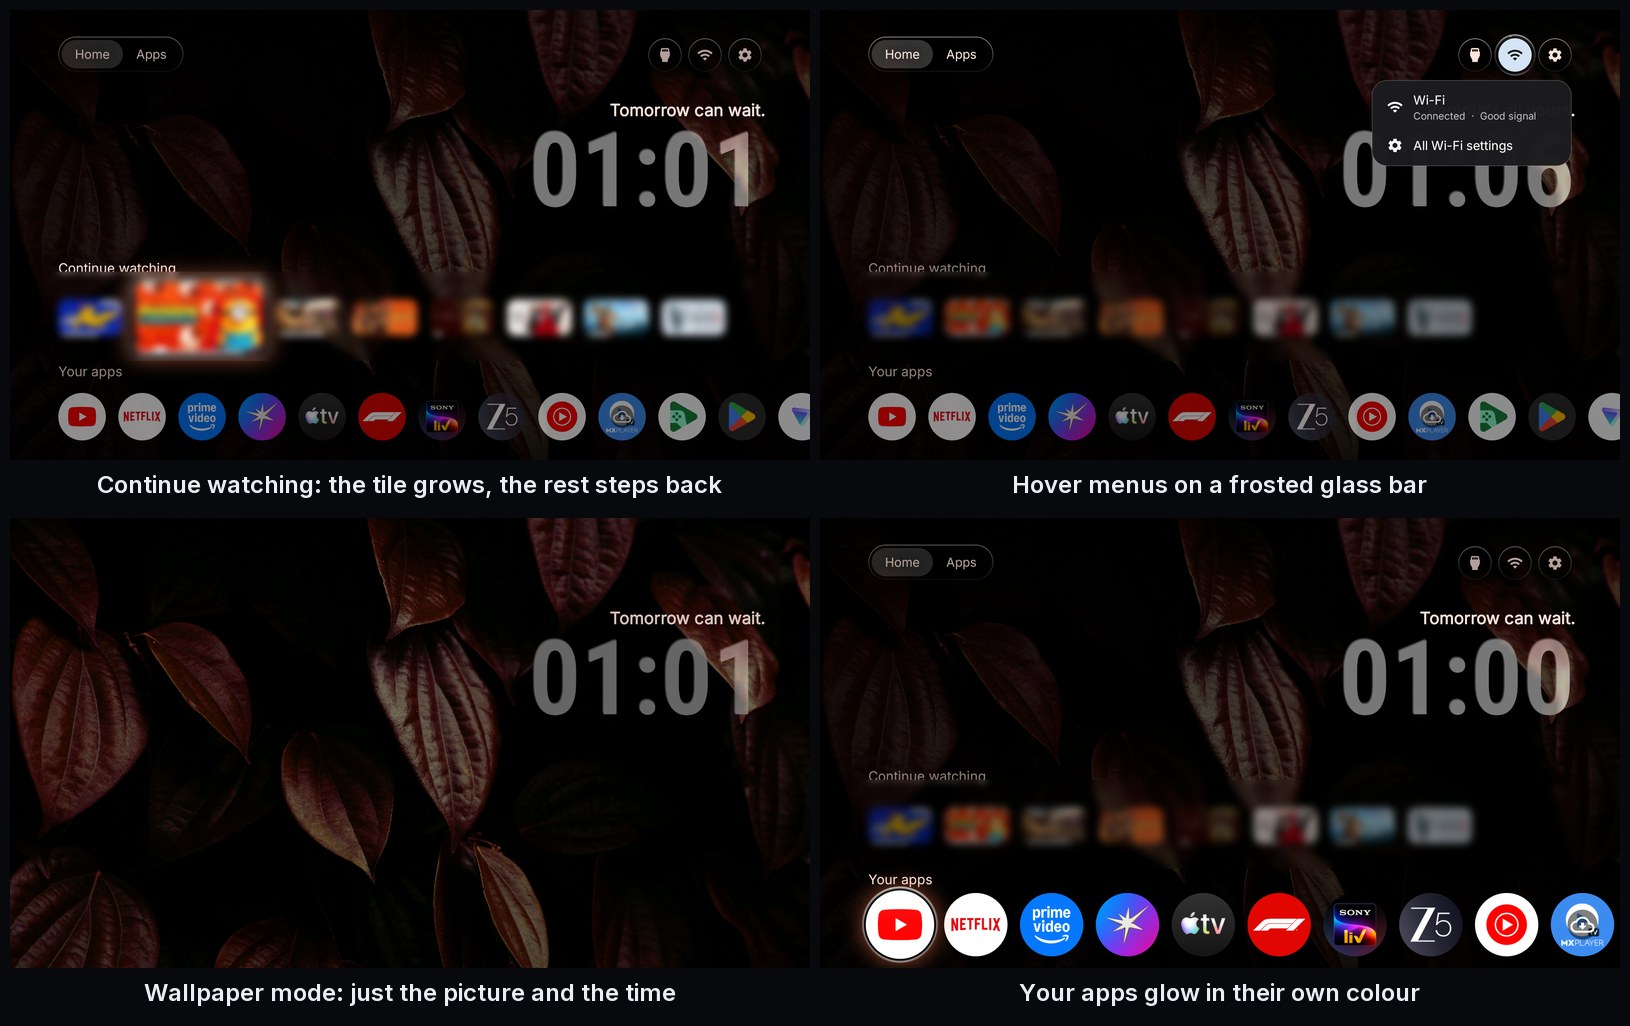 Home Apps
Tomorrow can wait.
01:01
Continue watching
Your apps
NETFLIX
prime video
tv
SONY liv
Z5
MXPLAYER
Continue watching: the tile grows, the rest steps back
Home Apps
Wi-Fi
Connected · Good signal
All Wi-Fi settings
01:06
Continue watching
Your apps
NETFLIX
prime video
tv
SONY liv
Z5
MXPLAYER
Hover menus on a frosted glass bar
Tomorrow can wait.
01:01
Wallpaper mode: just the picture and the time
Home Apps
Tomorrow can wait.
01:00
Continue watching
Your apps
NETFLIX
prime video
tv
SONY liv
Z5
MXPLAYER
Your apps glow in their own colour